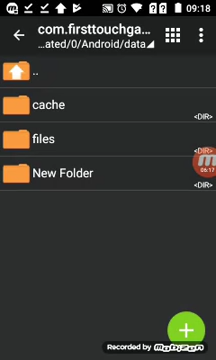 09:18
com.firsttouchga...
...ated/0/Android/data
..
cache
<DIR>
files
<DIR>
06:17
New Folder
<DIR>
Recorded by mobizen